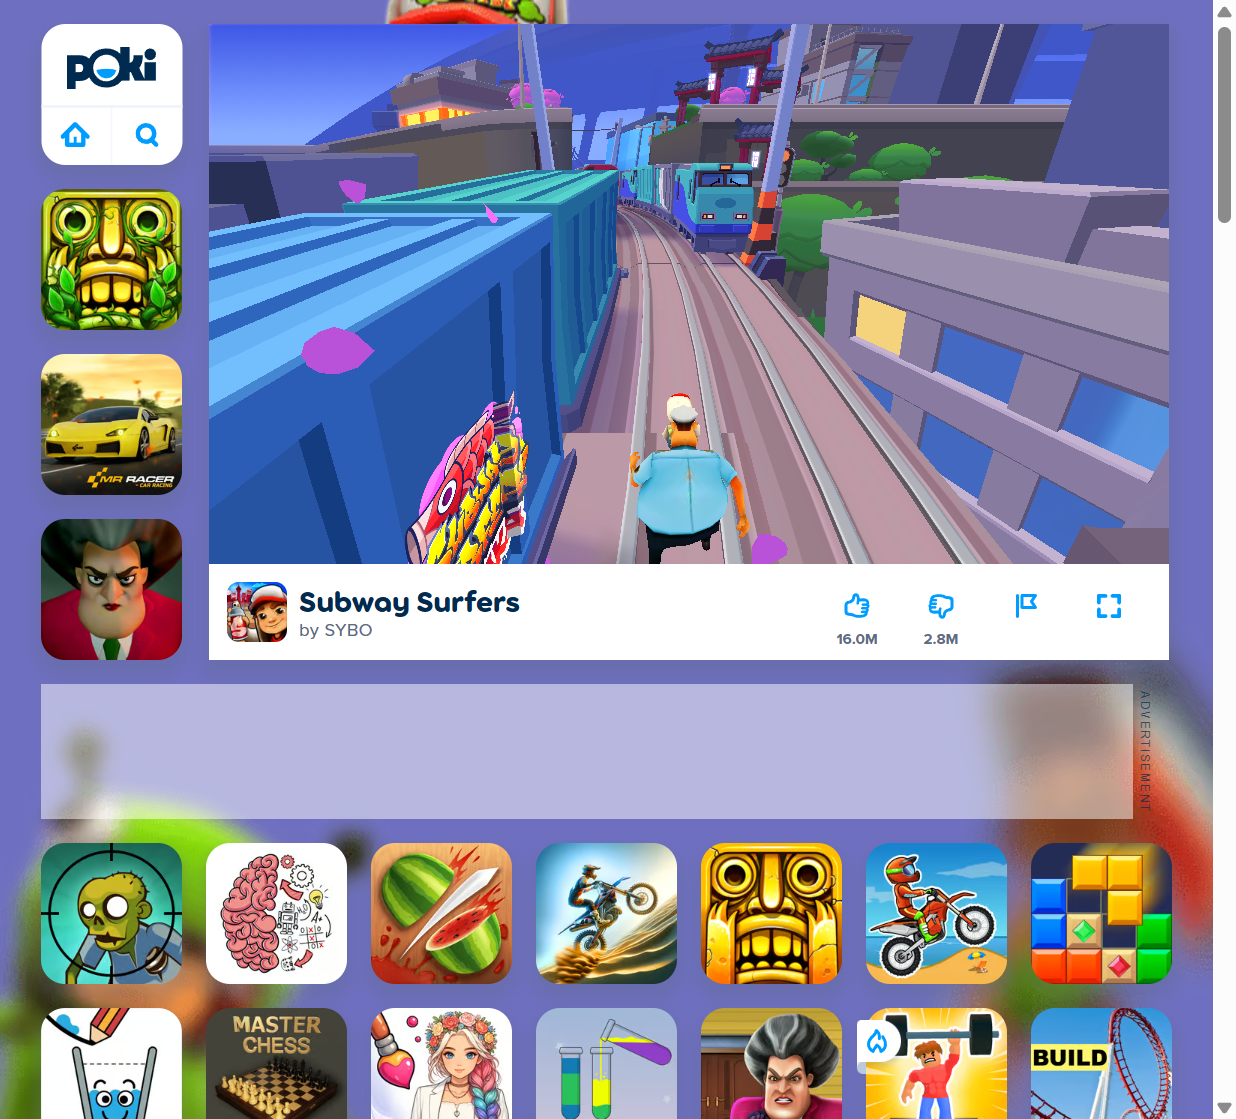 poki
MR RACER
CAR RACING
Subway Surfers
by SYBO
16.0M
2.8M
ADVERTISEMENT
MASTER
CHESS
BUILD